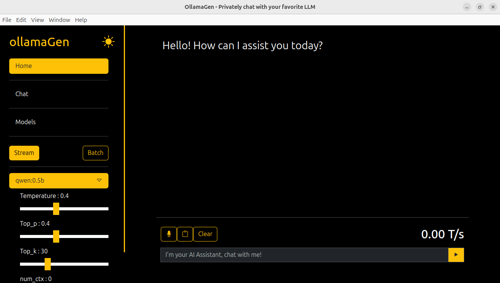 OllamaGen - Privately chat with your favorite LLM
File Edit View Window Help
ollamaGen
Home
Chat
Models
Stream Batch
qwen:0.5b
Temperature : 0.4
Top_p : 0.4
Top_k : 30
num_ctx : 0
Hello! How can I assist you today?
Clear
0.00 T/s
I'm your AI Assistant, chat with me!